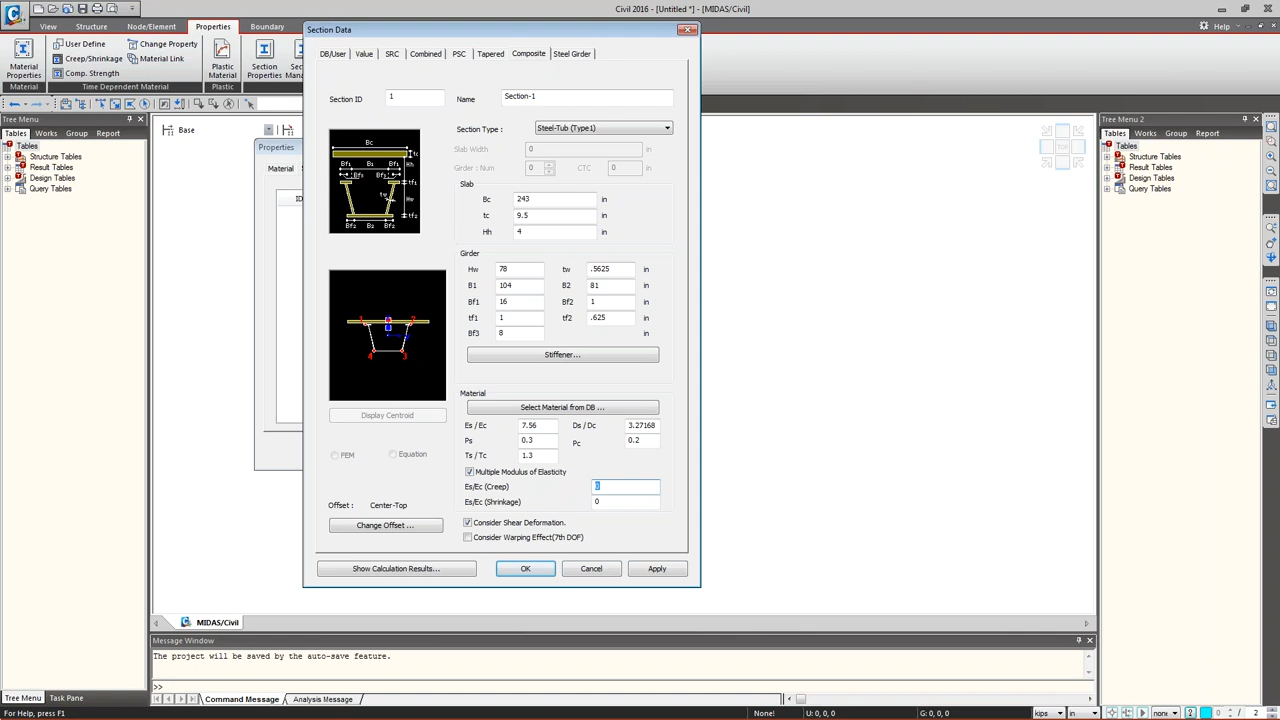 Civil 2016 - [Untitled *] - [MIDAS/Civil]
View
Structure
Node/Element
Properties
Boundary
Help
Material
Properties
User Define
Change Property
Creep/Shrinkage
Material Link
Comp. Strength
Plastic
Material
Section
Properties
Material
Time Dependent Material
Plastic
Tree Menu
Tables
Works
Group
Report
Tables
Structure Tables
Result Tables
Design Tables
Query Tables
Base
Properties
Material
ID
Section Data
DB/User
Value
SRC
Combined
PSC
Tapered
Composite
Steel Girder
Section ID
1
Name
Section-1
Section Type :
Steel-Tub (Type1)
Slab Width
0
in
Girder : Num
0
CTC
0
in
Slab
Bc
243
in
tc
9.5
in
Hh
4
in
Girder
Hw
78
tw
.5625
in
B1
104
B2
81
in
Bf1
16
Bf2
1
in
tf1
1
tf2
.625
in
Bf3
8
in
Stiffener...
Material
Select Material from DB ...
Es / Ec
7.56
Ds / Dc
3.27168
Ps
0.3
Pc
0.2
Ts / Tc
1.3
Multiple Modulus of Elasticity
Es/Ec (Creep)
0
Es/Ec (Shrinkage)
0
Consider Shear Deformation.
Consider Warping Effect(7th DOF)
Display Centroid
FEM
Equation
Offset :
Center-Top
Change Offset ...
Show Calculation Results...
OK
Cancel
Apply
Tree Menu 2
Tables
Works
Group
Report
Tables
Structure Tables
Result Tables
Design Tables
Query Tables
MIDAS/Civil
Message Window
The project will be saved by the auto-save feature.
>>
Tree Menu
Task Pane
Command Message
Analysis Message
For Help, press F1
None!
U: 0, 0, 0
G: 0, 0, 0
kips
in
none
0
/ 2